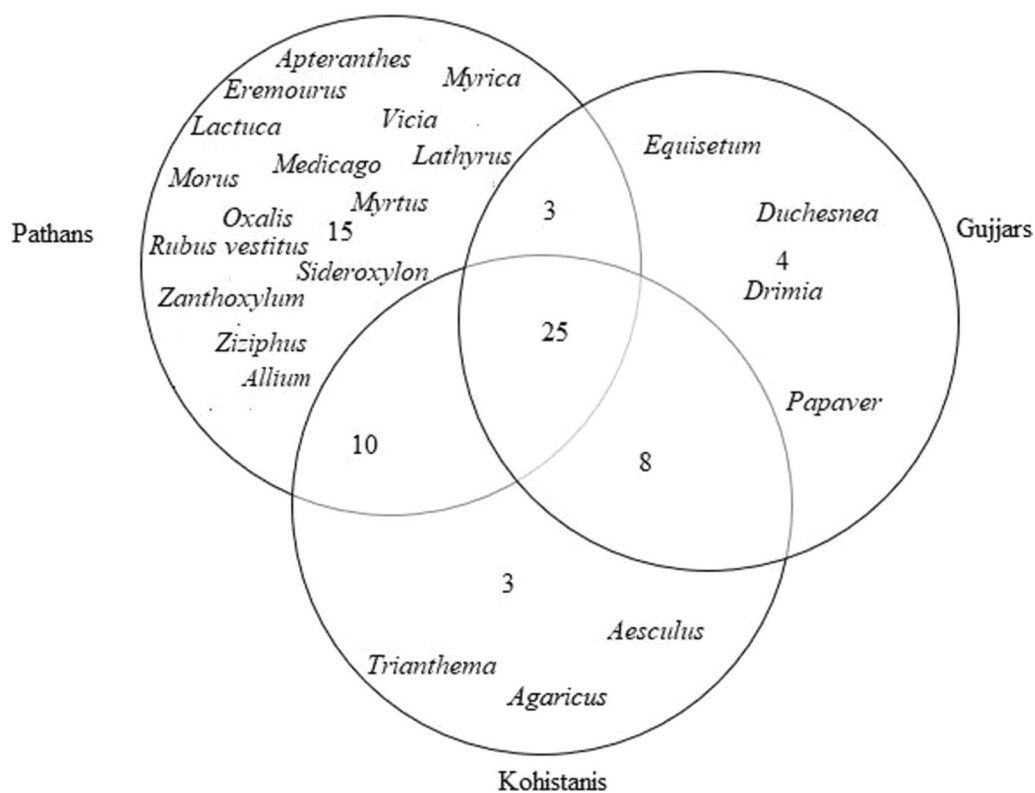 Apteranthes
Myrica
Eremourus
Vicia
Lactuca
Equisetum
Medicago
Lathyrus
Morus
Myrtus
3
Duchesnea
Oxalis
Pathans
15
Gujjars
Rubus vestitus
4
Sideroxylon
Drimia
Zanthoxylum
25
Ziziphus
Allium
Papaver
10
8
3
Aesculus
Trianthema
Agaricus
Kohistanis